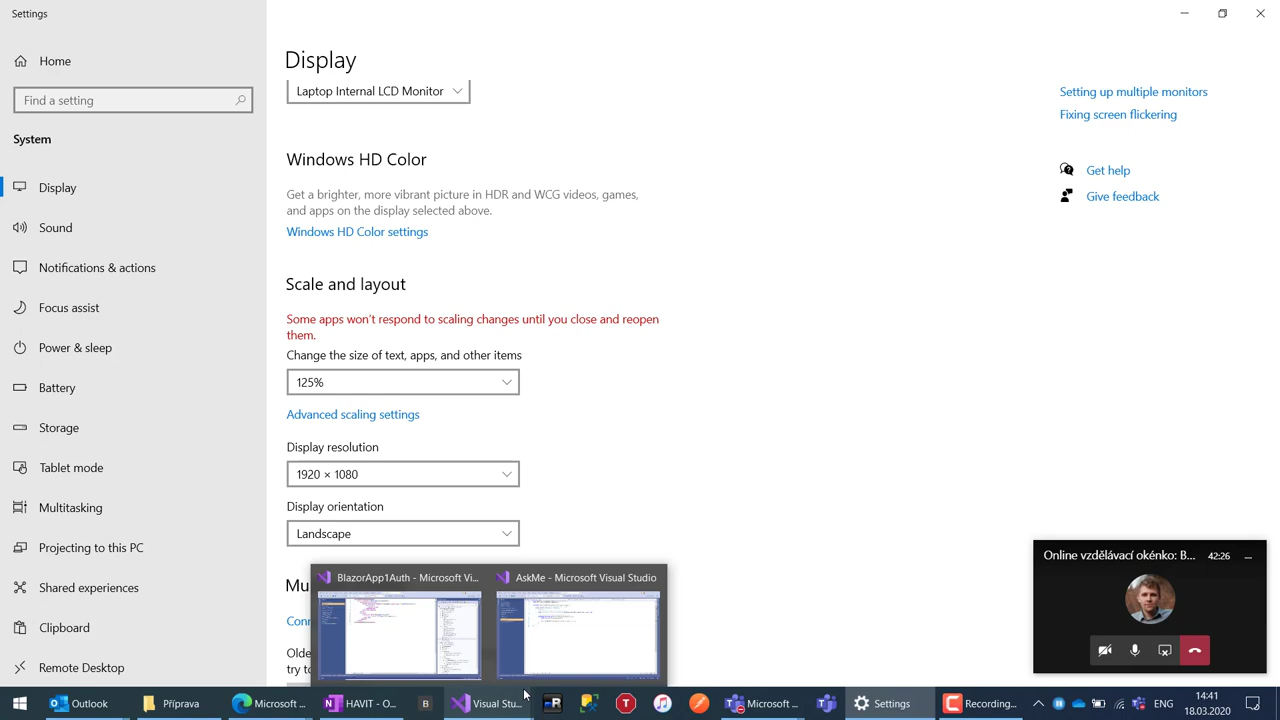 Settings
Home
Find a setting
System
Display
Sound
Notifications & actions
Focus assist
Power & sleep
Battery
Storage
Tablet mode
Multitasking
Projecting to this PC
Shared experiences
Clipboard
Remote Desktop
Display
Laptop Internal LCD Monitor
Windows HD Color
Get a brighter, more vibrant picture in HDR and WCG videos, games,
and apps on the display selected above.
Windows HD Color settings
Scale and layout
Some apps won't respond to scaling changes until you close and reopen
them.
Change the size of text, apps, and other items
125%
Advanced scaling settings
Display resolution
1920 × 1080
Display orientation
Landscape
Mu
Conn
Olde
try to
BlazorApp1Auth - Microsoft Vi...
AskMe - Microsoft Visual Studio
Setting up multiple monitors
Fixing screen flickering
Get help
Give feedback
Online vzdělávací okénko: B... 42:26
Outlook
Příprava
Microsoft ...
HAVIT - O...
B
Visual Stu...
Microsoft ...
Settings
Recording...
ENG
14:41
18.03.2020